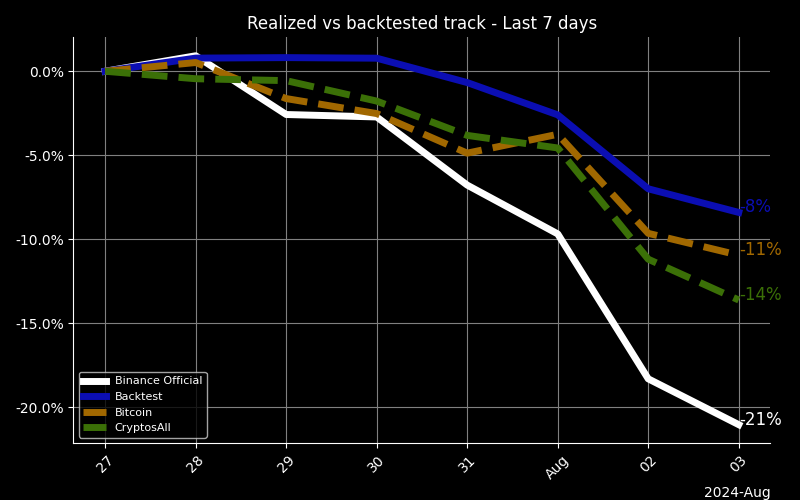 Realized vs backtested track - Last 7 days
0.0%
-5.0%
-10.0%
-15.0%
-20.0%
-8%
-11%
-14%
-21%
Binance Official
Backtest
Bitcoin
CryptosAll
27
28
29
30
31
Aug
02
03
2024-Aug